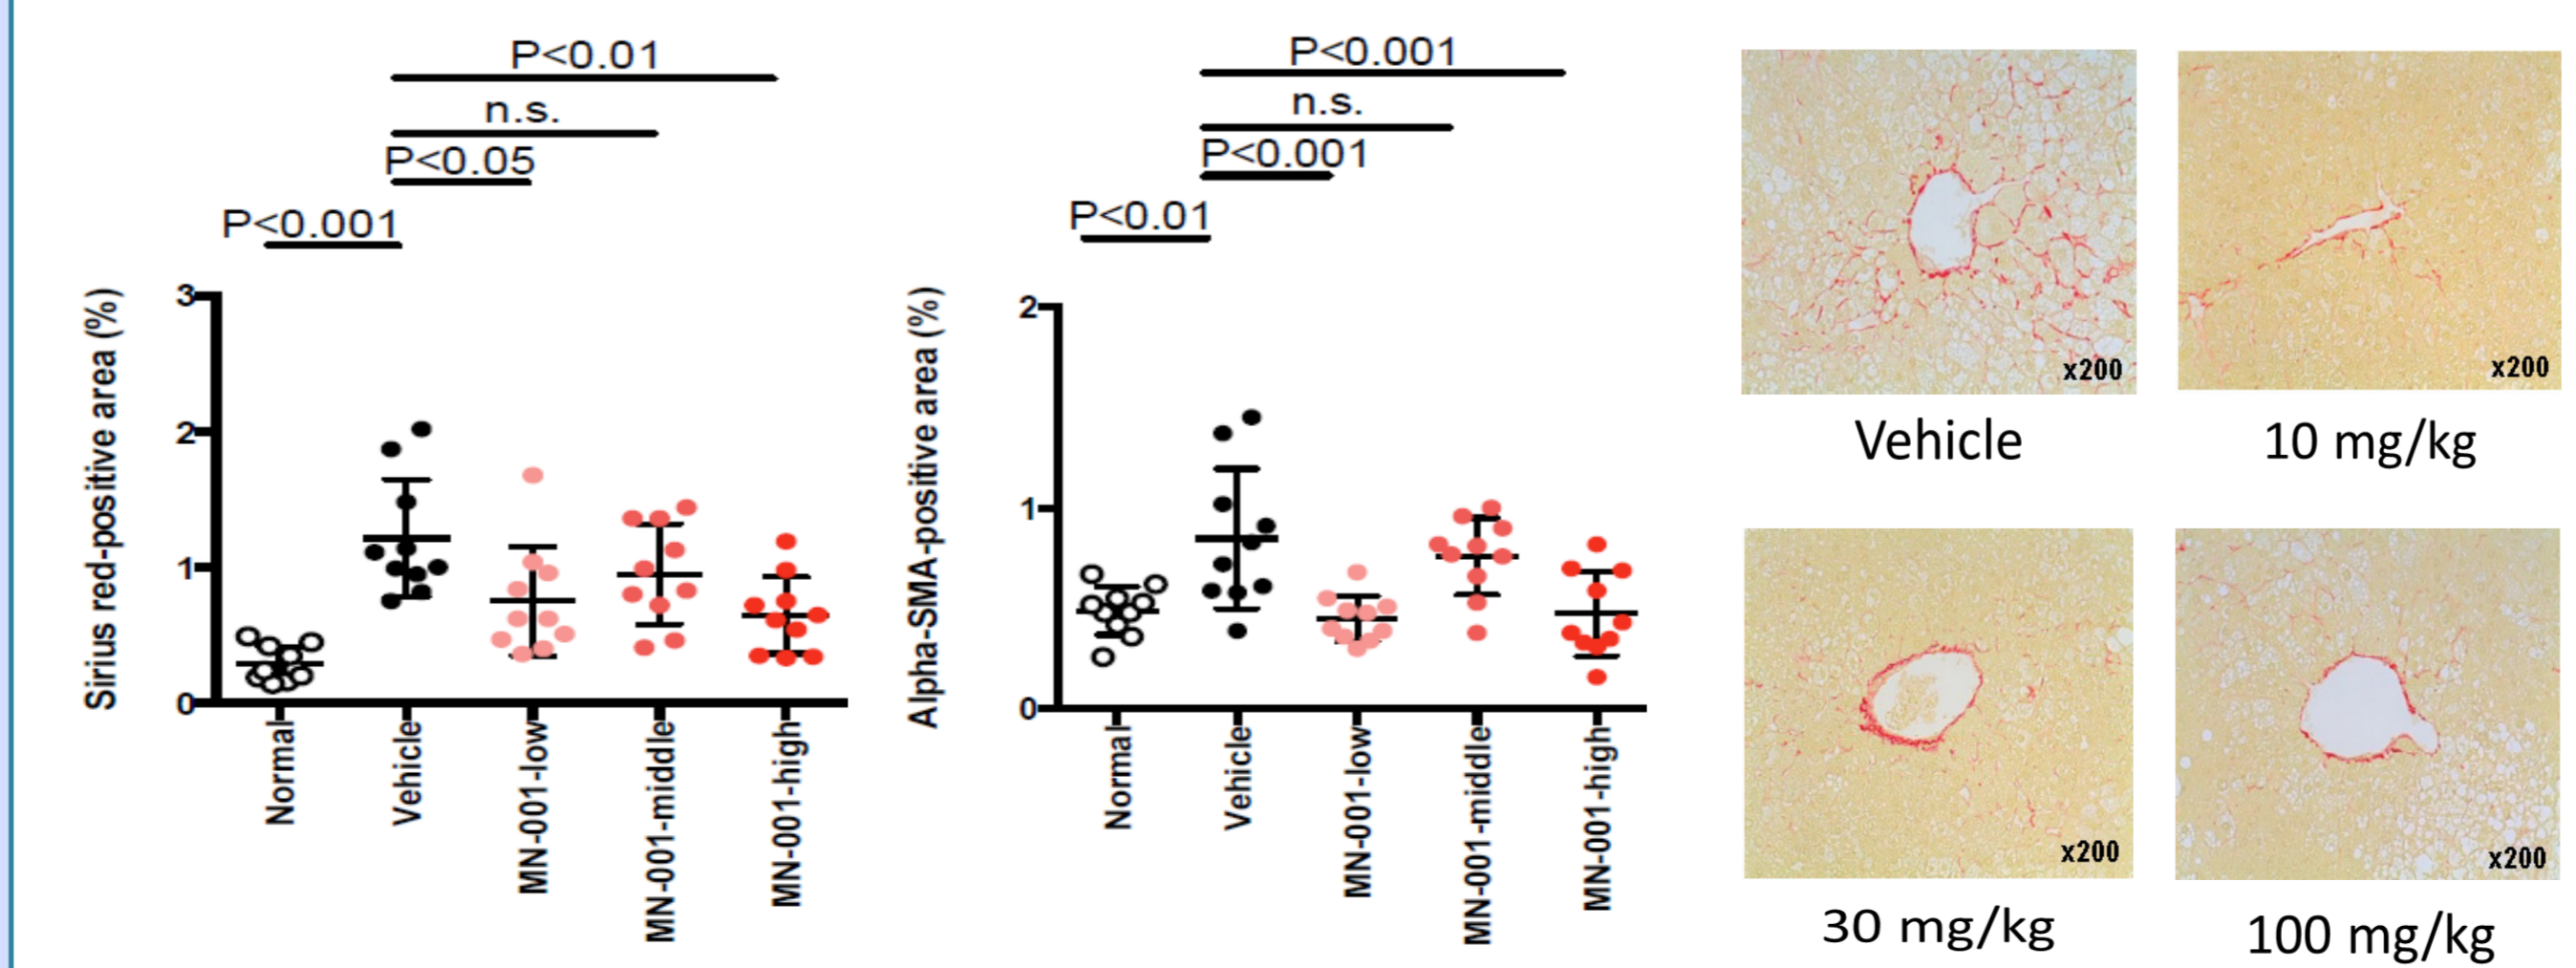 P<0.01
n.s.
P<0.05
P<0.001
Sirius red-positive area (%)
3
2
1
0
Normal
Vehicle
MN-001-low
MN-001-middle
MN-001-high
P<0.001
n.s.
P<0.001
P<0.01
Alpha-SMA-positive area (%)
2
1
0
Normal
Vehicle
MN-001-low
MN-001-middle
MN-001-high
x200
Vehicle
x200
10 mg/kg
x200
30 mg/kg
x200
100 mg/kg